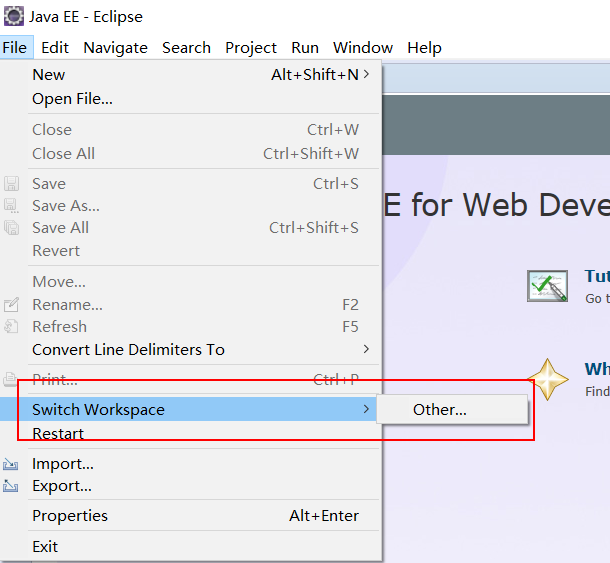 Java EE - Eclipse
File Edit Navigate Search Project Run Window Help
New Alt+Shift+N
Open File...
Close Ctrl+W
Close All Ctrl+Shift+W
Save Ctrl+S
Save As...
Save All Ctrl+Shift+S
Revert
Move...
Rename... F2
Refresh F5
Convert Line Delimiters To
Print... Ctrl+P
Switch Workspace
Other...
Restart
Import...
Export...
Properties Alt+Enter
Exit
E for Web Deve
Tut
Go t
Wh
Find